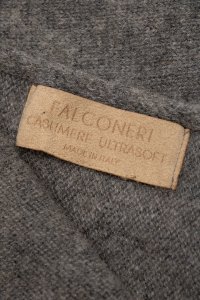 FALCONERI
CASHMERE ULTRASOFT
MADE IN ITALY